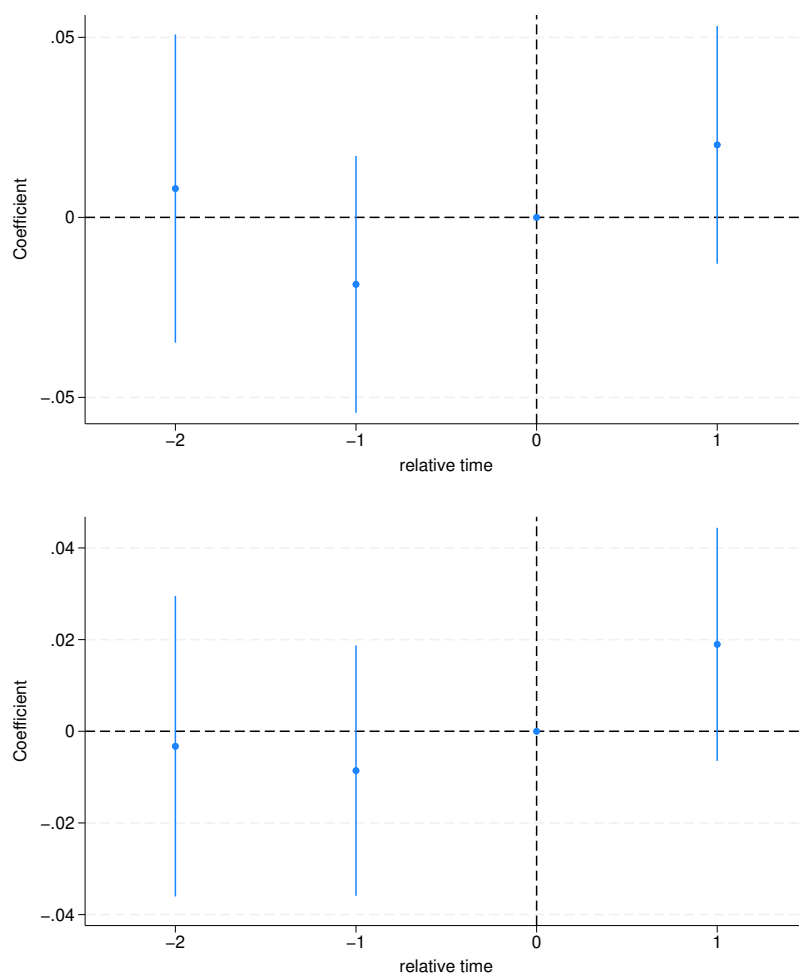 .05
Coefficient
0
−.05
−2 −1 0 1
relative time
.04
.02
Coefficient
0
−.02
−.04
−2 −1 0 1
relative time